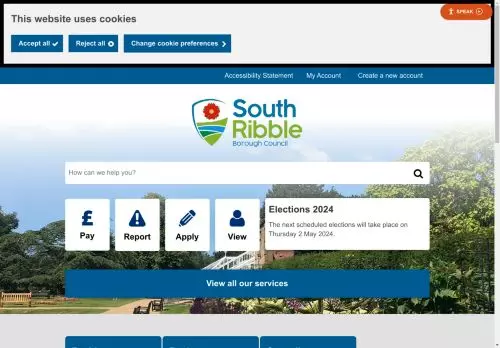 This website uses cookies
SPEAK
Accept all
Reject all
Change cookie preferences
Accessibility Statement
My Account
Create a new account
South
Ribble
Borough Council
How can we help you?
£
Pay
Report
Apply
View
Elections 2024
The next scheduled elections will take place on
Thursday 2 May 2024.
View all our services